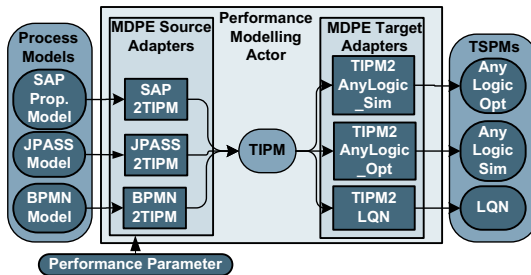 Process
Models
SAP
Prop.
Model
JPASS
Model
BPMN
Model
MDPE Source
Adapters
SAP
2TIPM
JPASS
2TIPM
BPMN
2TIPM
Performance
Modelling
Actor
TIPM
MDPE Target
Adapters
TIPM2
AnyLogic
_Sim
TIPM2
AnyLogic
_Opt
TIPM2
LQN
TSPMs
Any
Logic
Opt
Any
Logic
Sim
LQN
Performance Parameter